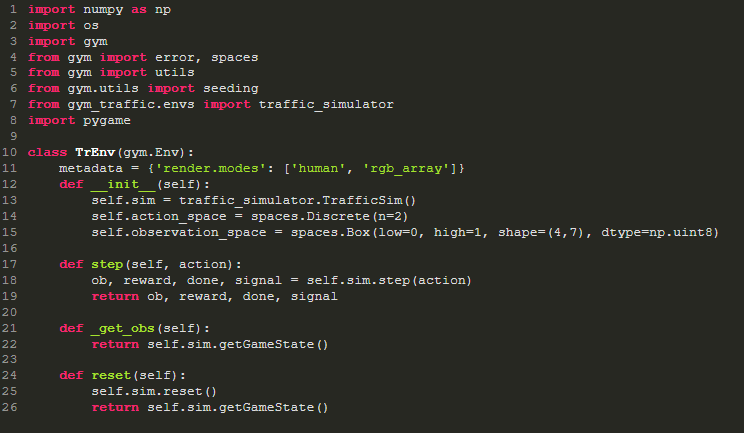 1 import numpy as np
2 import os
3 import gym
4 from gym import error, spaces
5 from gym import utils
6 from gym.utils import seeding
7 from gym_traffic.envs import traffic_simulator
8 import pygame
9
10 class TrEnv(gym.Env):
11     metadata = {'render.modes': ['human', 'rgb_array']}
12     def __init__(self):
13         self.sim = traffic_simulator.TrafficSim()
14         self.action_space = spaces.Discrete(n=2)
15         self.observation_space = spaces.Box(low=0, high=1, shape=(4,7), dtype=np.uint8)
16
17     def step(self, action):
18         ob, reward, done, signal = self.sim.step(action)
19         return ob, reward, done, signal
20
21     def _get_obs(self):
22         return self.sim.getGameState()
23
24     def reset(self):
25         self.sim.reset()
26         return self.sim.getGameState()